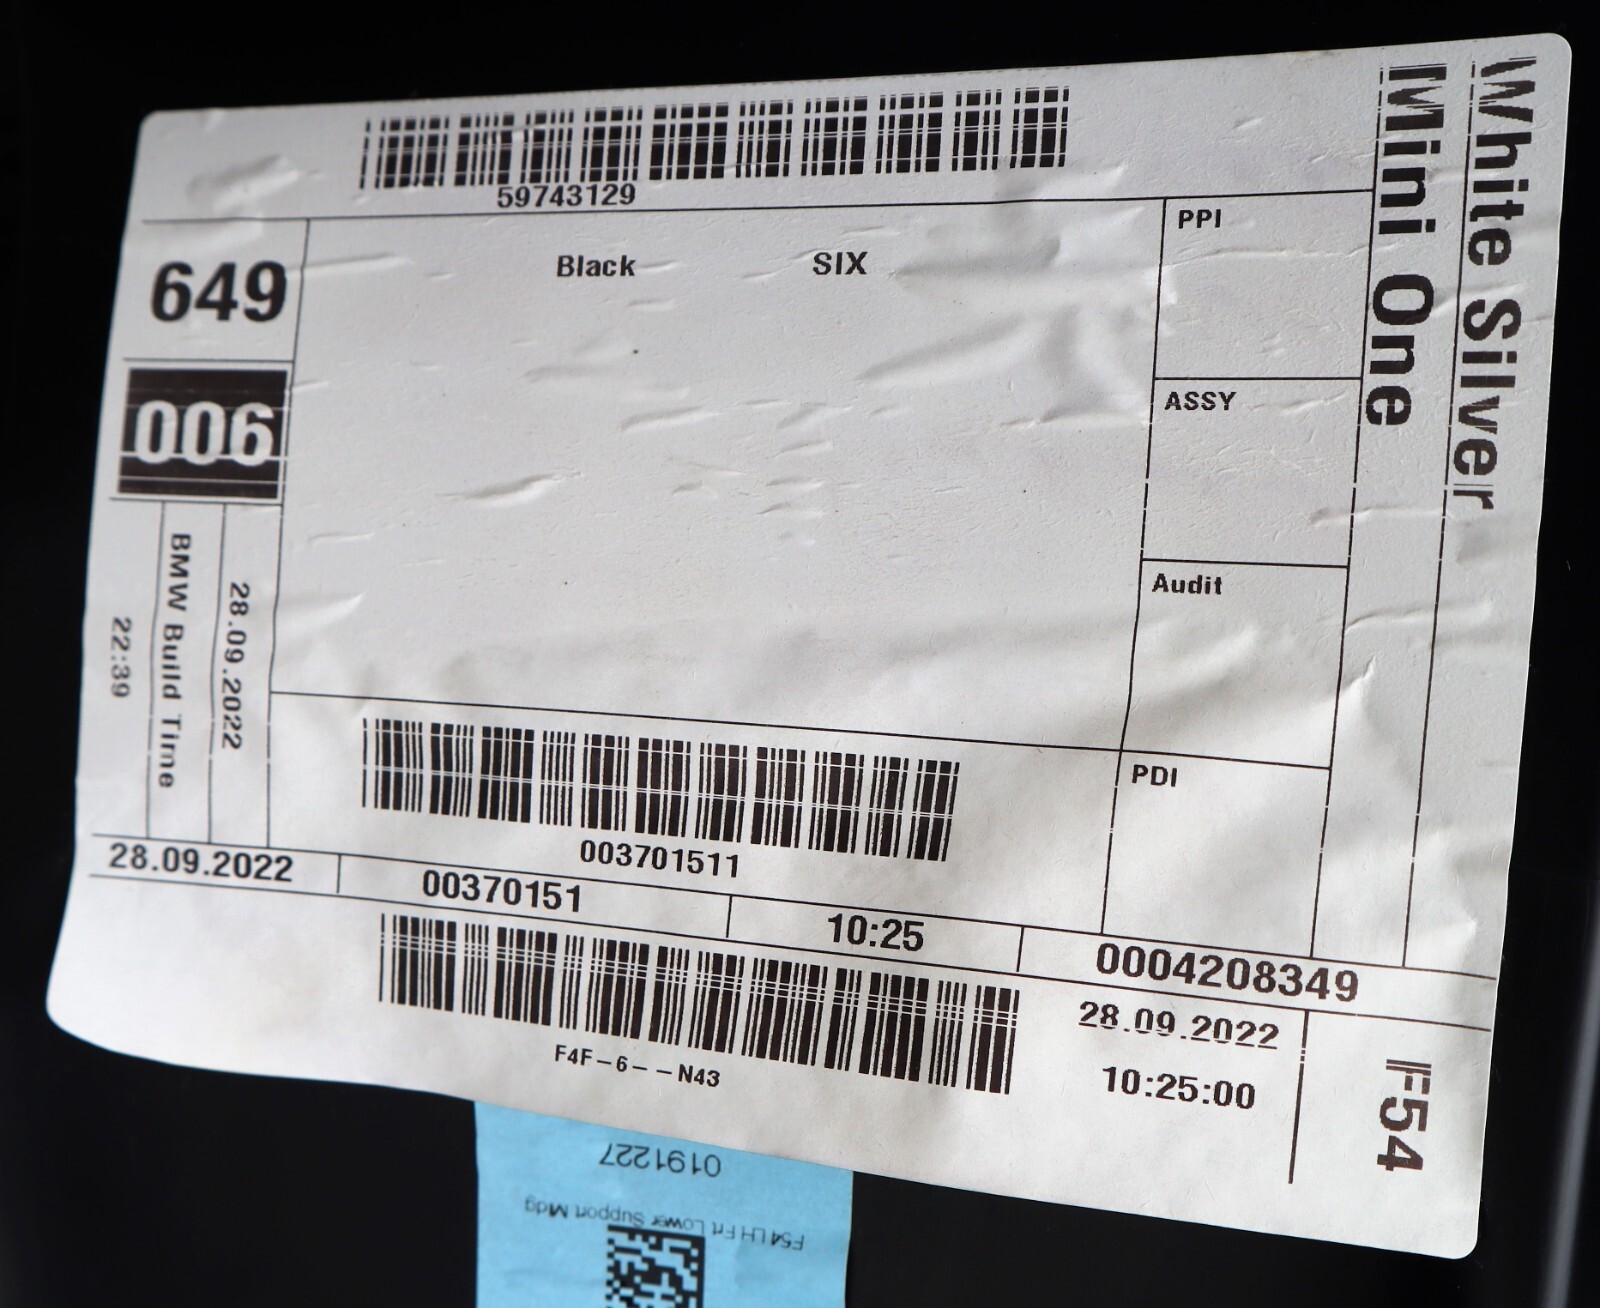 59743129
649
Black SIX
PPI
006
ASSY
Audit
PDI
28.09.2022
BMW Build Time
22:39
003701511
28.09.2022 00370151 10:25 0004208349
F4F-6--N43
28.09.2022
10:25:00
White Silver
Mini One
F54
0191227
F54 LH Frt Lower Support Mdg